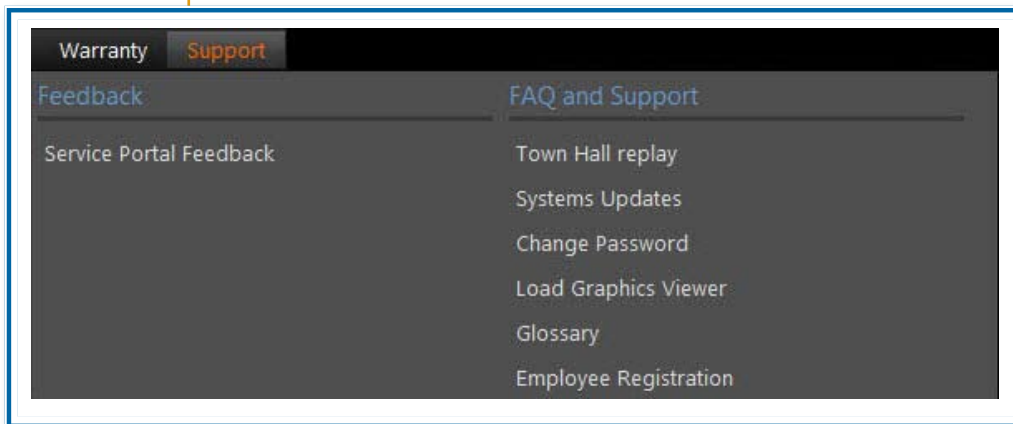 Warranty Support
Feedback
Service Portal Feedback
FAQ and Support
Town Hall replay
Systems Updates
Change Password
Load Graphics Viewer
Glossary
Employee Registration